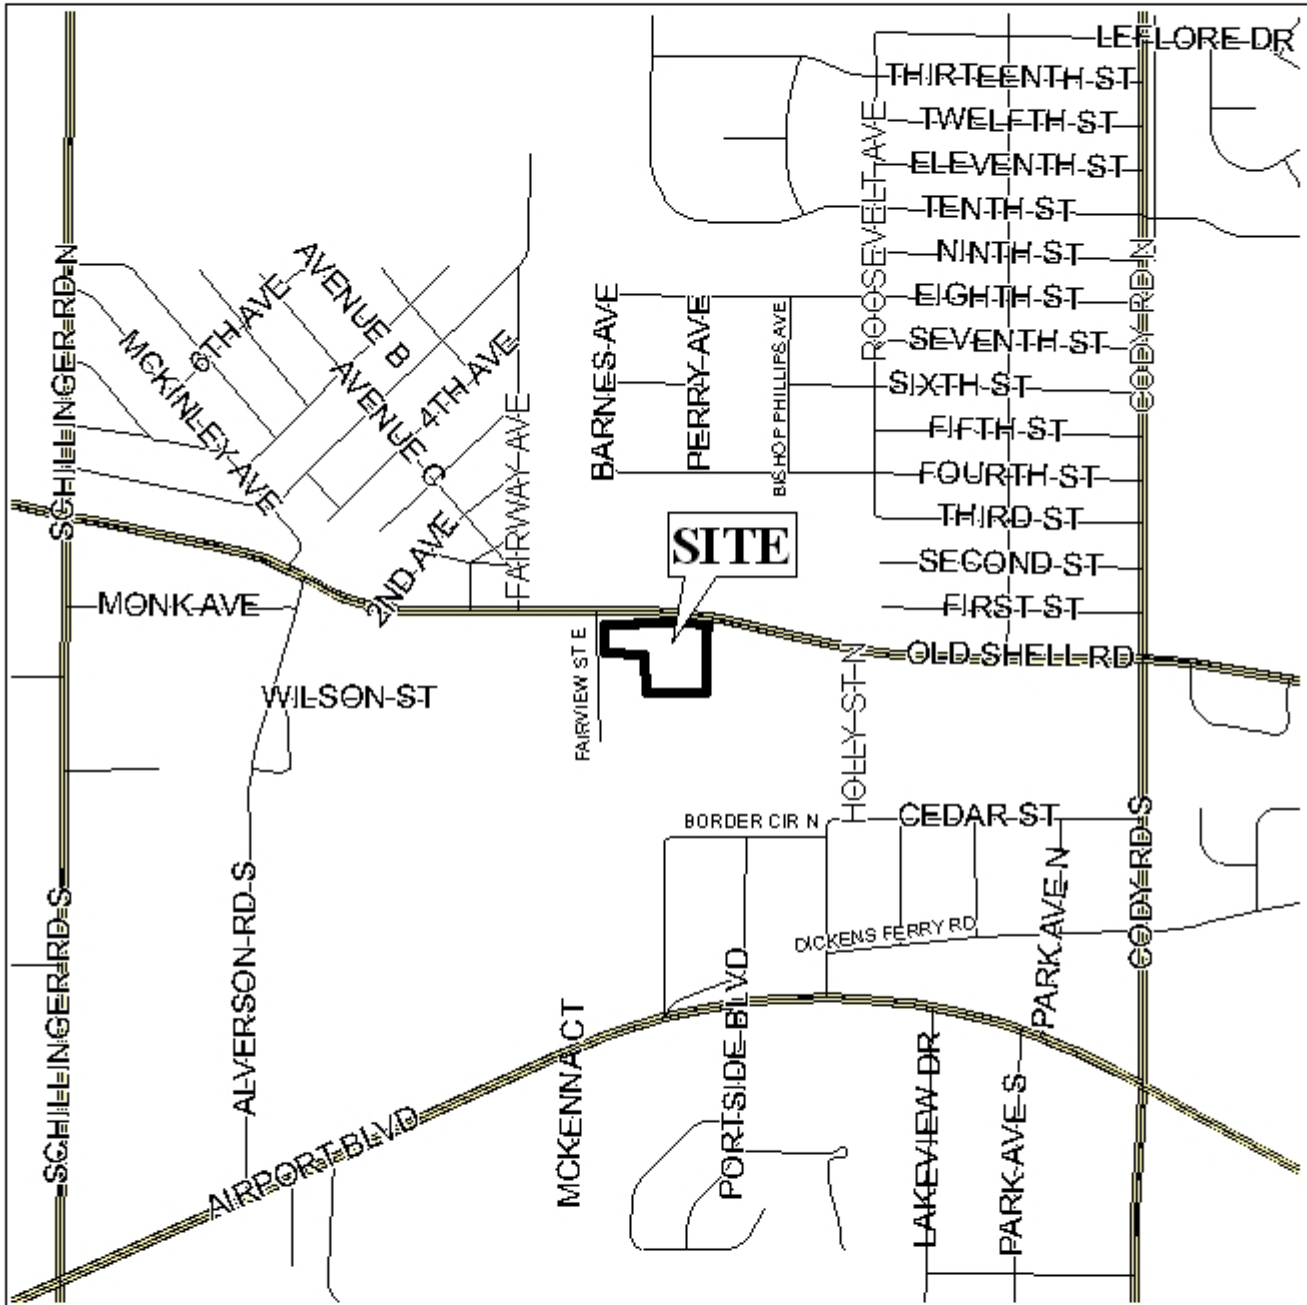 LEFLORE DR
THIRTEENTH ST
TWELFTH ST
ELEVENTH ST
TENTH ST
NINTH ST
EIGHTH ST
SEVENTH ST
SIXTH ST
FIFTH ST
FOURTH ST
THIRD ST
SECOND ST
FIRST ST
ROOSEVELT AVE
CODY RD N
SCHILLINGER RD N
AVENUE B
6TH AVE
MCKINLEY AVE
AVENUE C
4TH AVE
2ND AVE
FAIRWAY AVE
BARNES AVE
PERRY AVE
BISHOP PHILLIPS AVE
SITE
MONK AVE
OLD SHELL RD
WILSON ST
FAIRVIEW ST E
HOLLY ST N
BORDER CIR N
CEDAR ST
PARK AVE N
CODY RD S
DICKENS FERRY RD
SCHILLINGER RD S
ALVERSON RD S
AIRPORT BLVD
MCKENNA CT
PORTSIDE BLVD
LAKEVIEW DR
PARK AVE S